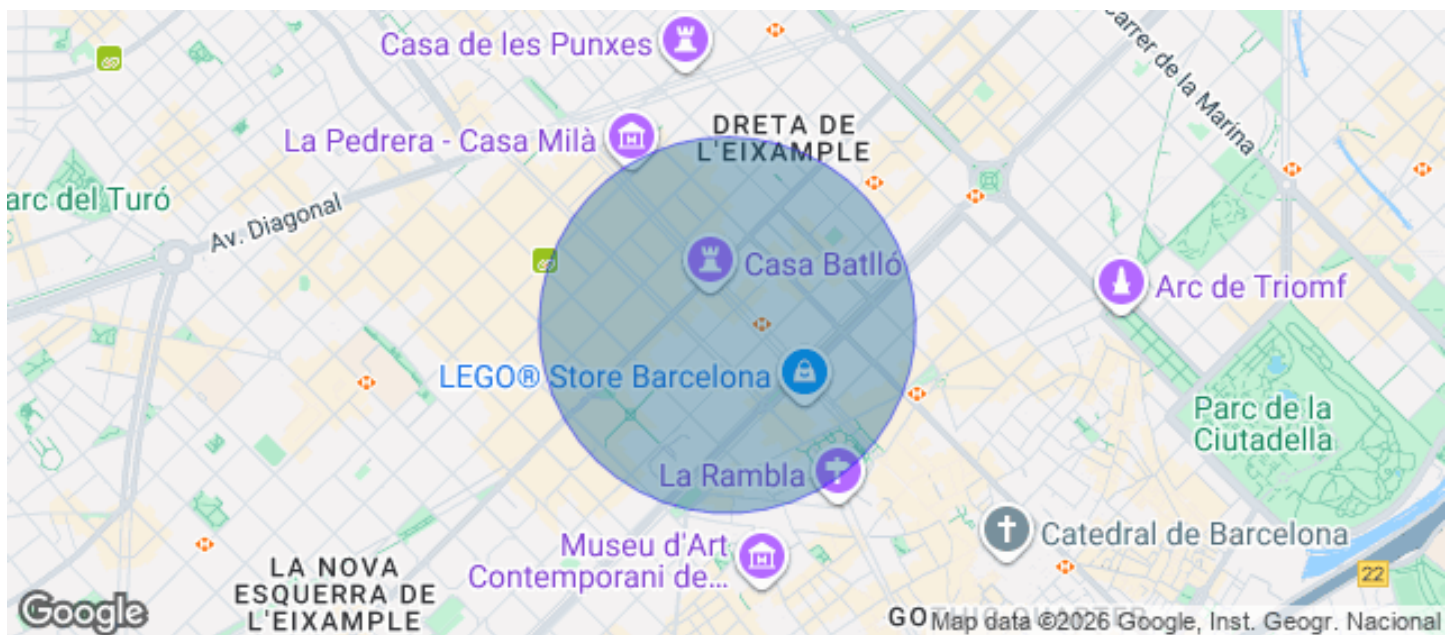 Casa de les Punxes
La Pedrera - Casa Milà
DRETA DE
L'EIXAMPLE
Carrer de la Marina
arc del Turó
Av. Diagonal
Casa Batlló
Arc de Triomf
LEGO® Store Barcelona
Parc de la
Ciutadella
La Rambla
Catedral de Barcelona
Museu d'Art
Contemporani de...
LA NOVA
ESQUERRA DE
L'EIXAMPLE
22
Google
Map data ©2026 Google, Inst. Geogr. Nacional